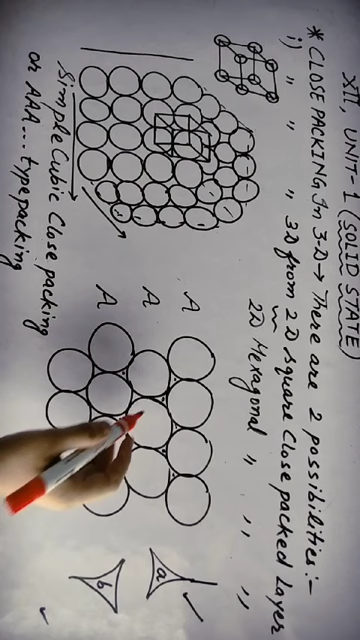 XII, UNIT-1 (SOLID STATE)
* CLOSE PACKING In 3-D → There are 2 possibilities:-
i) " " " 3D from 2D square Close packed Layer
2D Hexagonal " " " "
A
A
A
a
b
Simple Cubic Close packing
or AAA... type packing